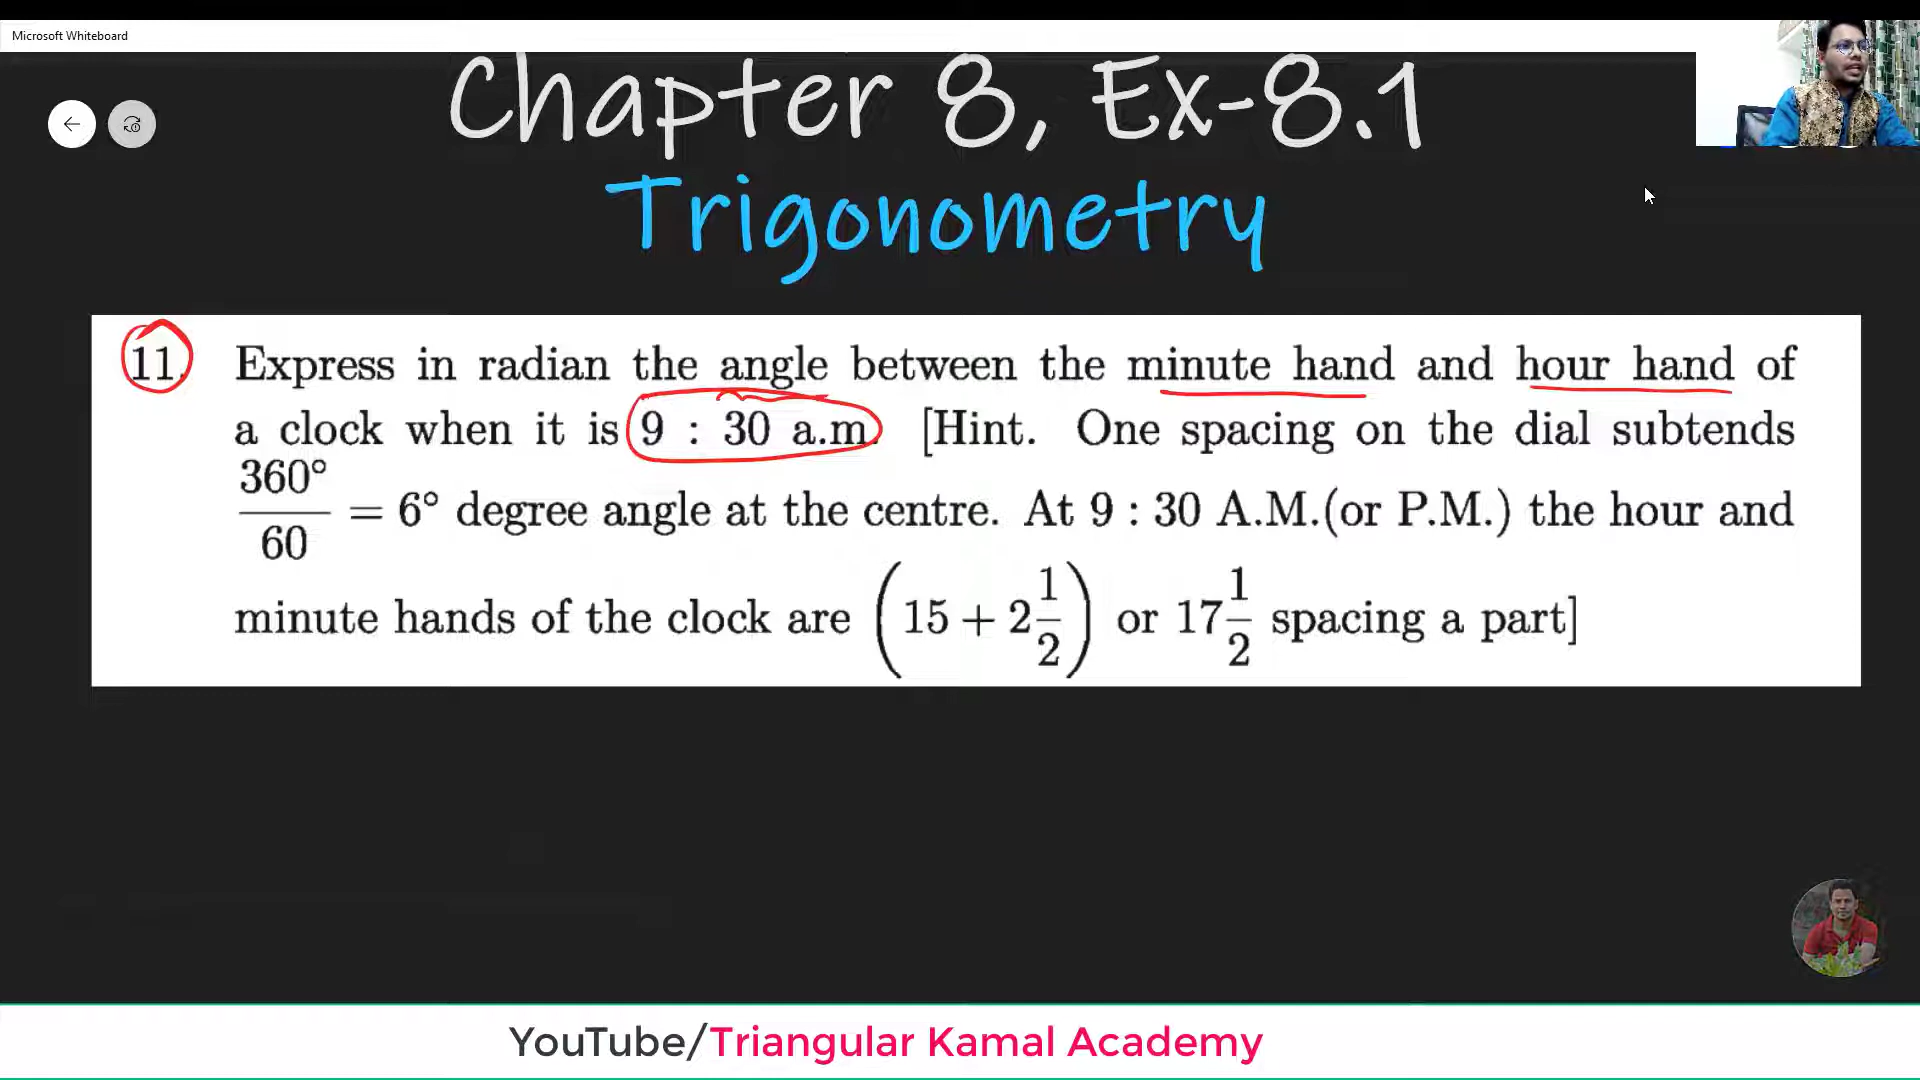 Microsoft Whiteboard
Chapter 8, Ex-8.1
Trigonometry
11. Express in radian the angle between the minute hand and hour hand of
a clock when it is 9 : 30 a.m. [Hint. One spacing on the dial subtends
360°/60 = 6° degree angle at the centre. At 9 : 30 A.M.(or P.M.) the hour and
minute hands of the clock are (15 + 2 1/2) or 17 1/2 spacing a part]
YouTube/Triangular Kamal Academy